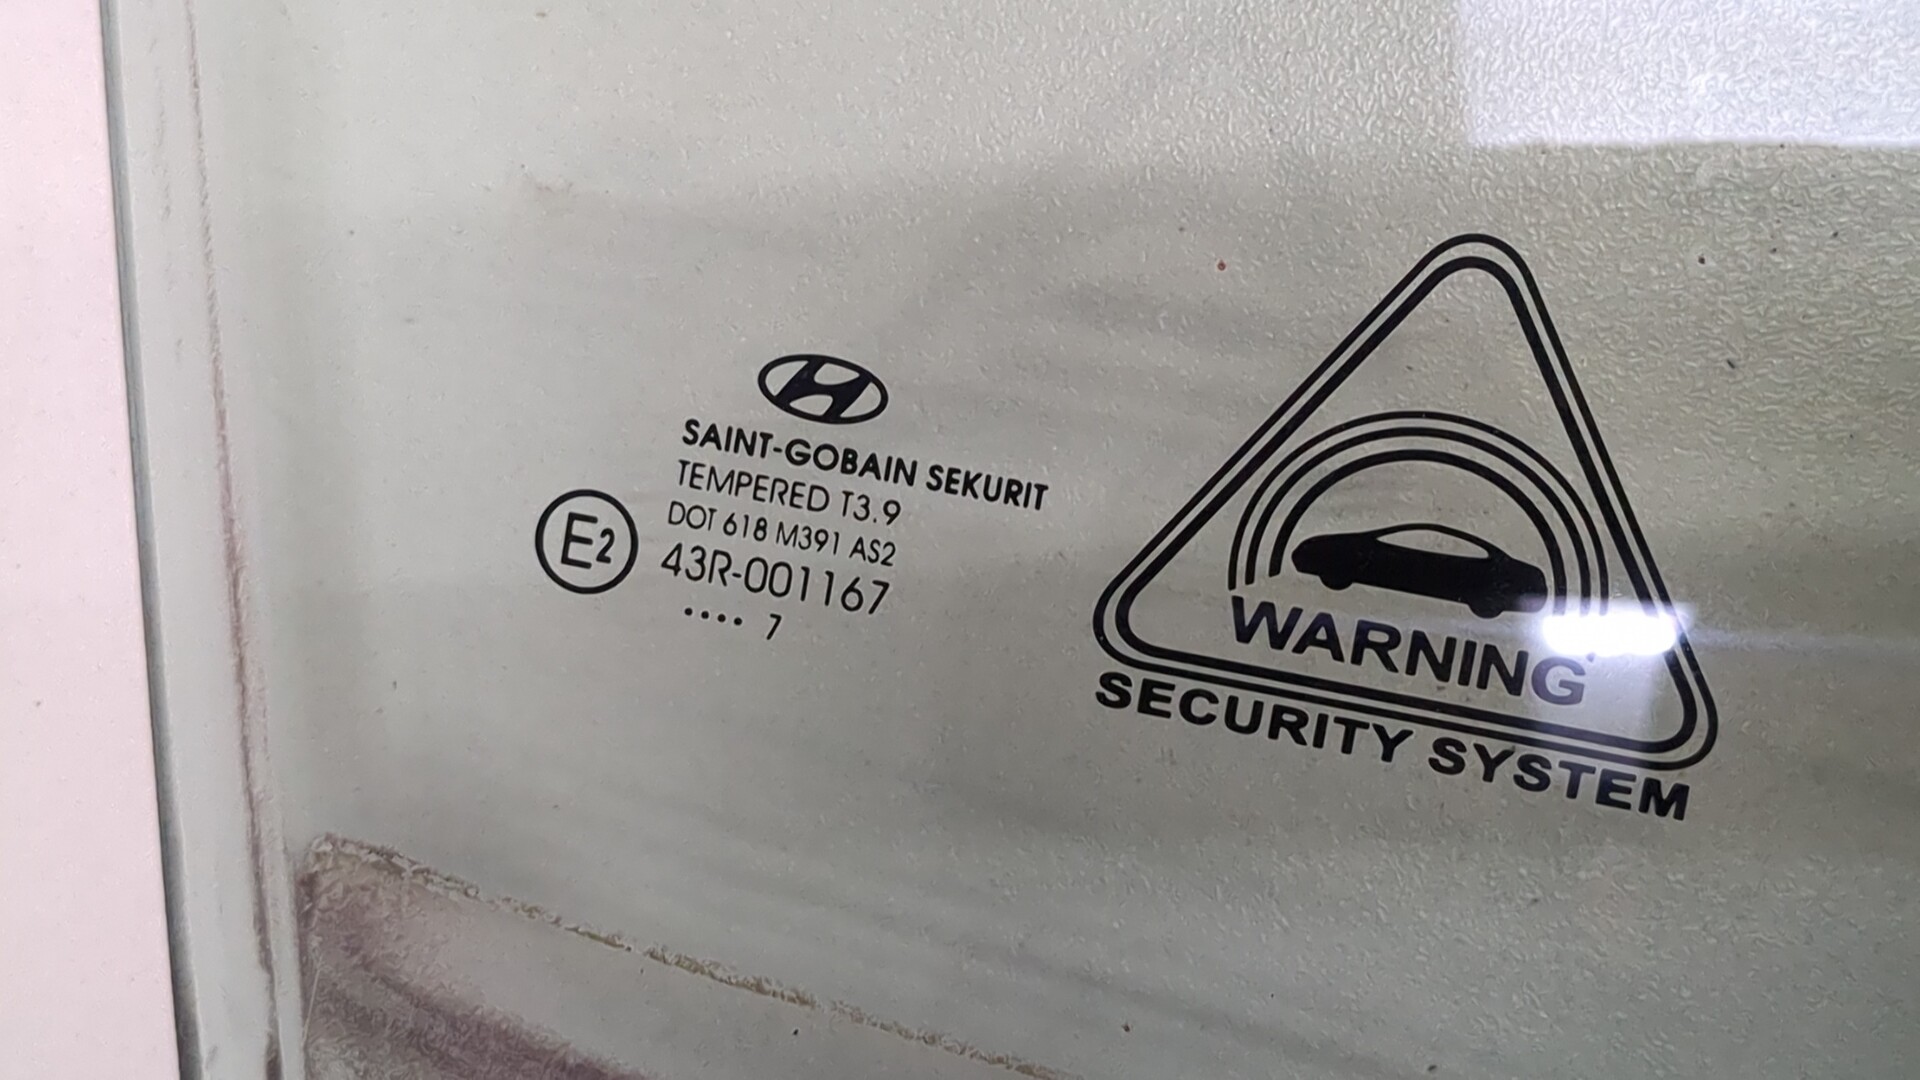 SAINT-GOBAIN SEKURIT
TEMPERED T3.9
DOT 618 M391 AS2
E2
43R-001167
.... 7
WARNING
SECURITY SYSTEM